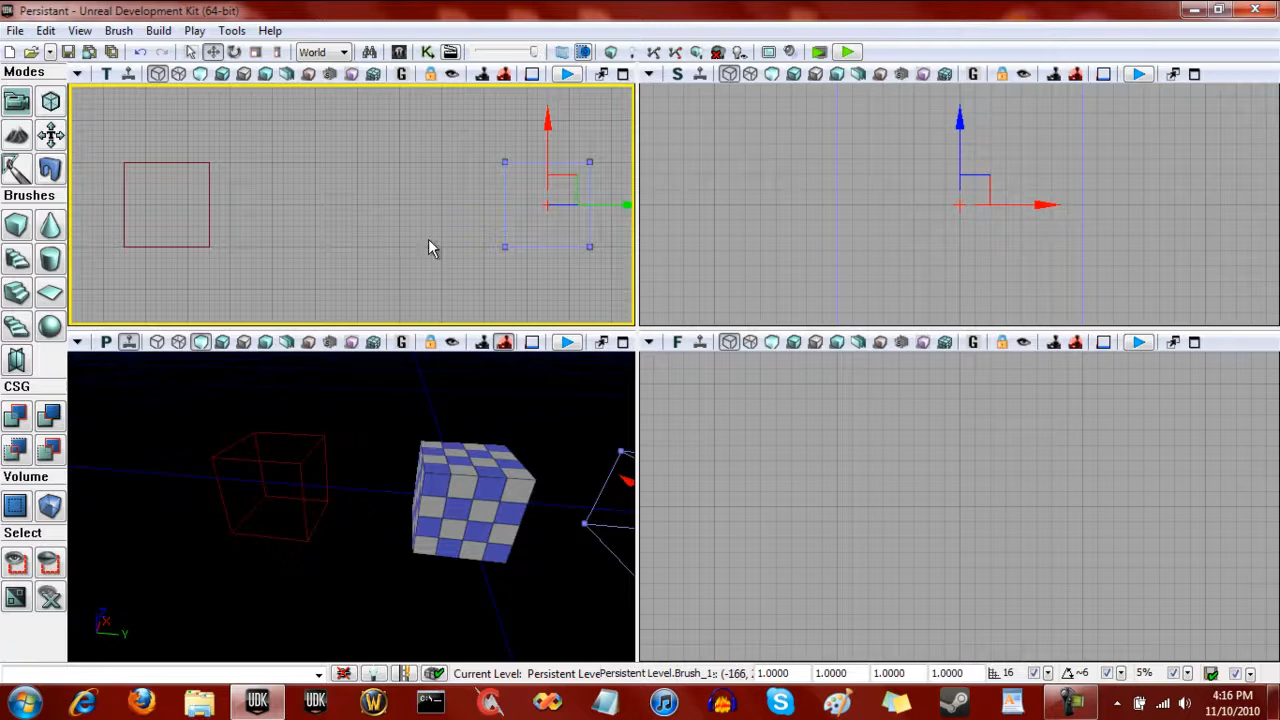 Persistant - Unreal Development Kit (64-bit)
File Edit View Brush Build Play Tools Help
World
Modes
T
G
S
G
Brushes
P
G
F
G
CSG
Volume
Select
Z
X
Y
Current Level: Persistent Leve
Persistent Level.Brush_1: (-166,
1.0000 1.0000 1.0000 1.0000 16 ~6 5%
UDK UDK
4:16 PM
11/10/2010